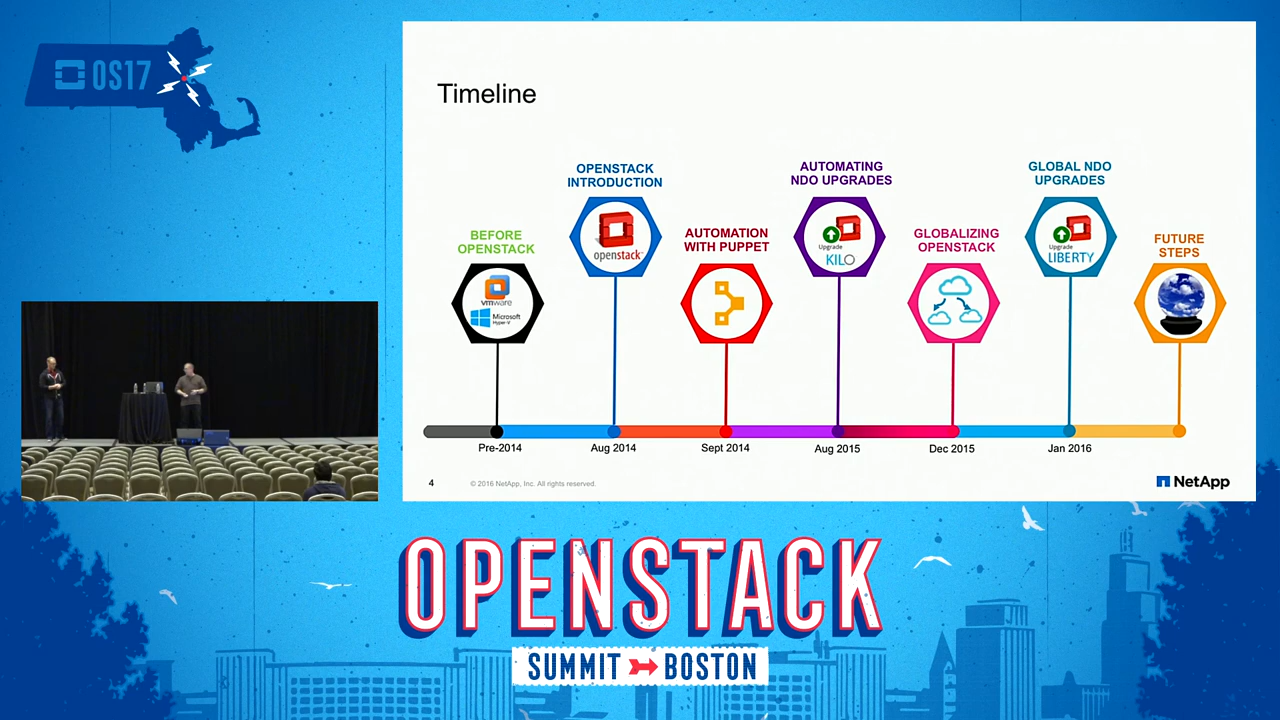 OS17
Timeline
BEFORE
OPENSTACK
vmware
Microsoft
Hyper-V
OPENSTACK
INTRODUCTION
openstack
AUTOMATION
WITH PUPPET
AUTOMATING
NDO UPGRADES
Upgrade
KILO
GLOBALIZING
OPENSTACK
GLOBAL NDO
UPGRADES
Upgrade
LIBERTY
FUTURE
STEPS
Pre-2014
Aug 2014
Sept 2014
Aug 2015
Dec 2015
Jan 2016
4
© 2016 NetApp, Inc. All rights reserved.
NetApp
OPENSTACK
SUMMIT BOSTON